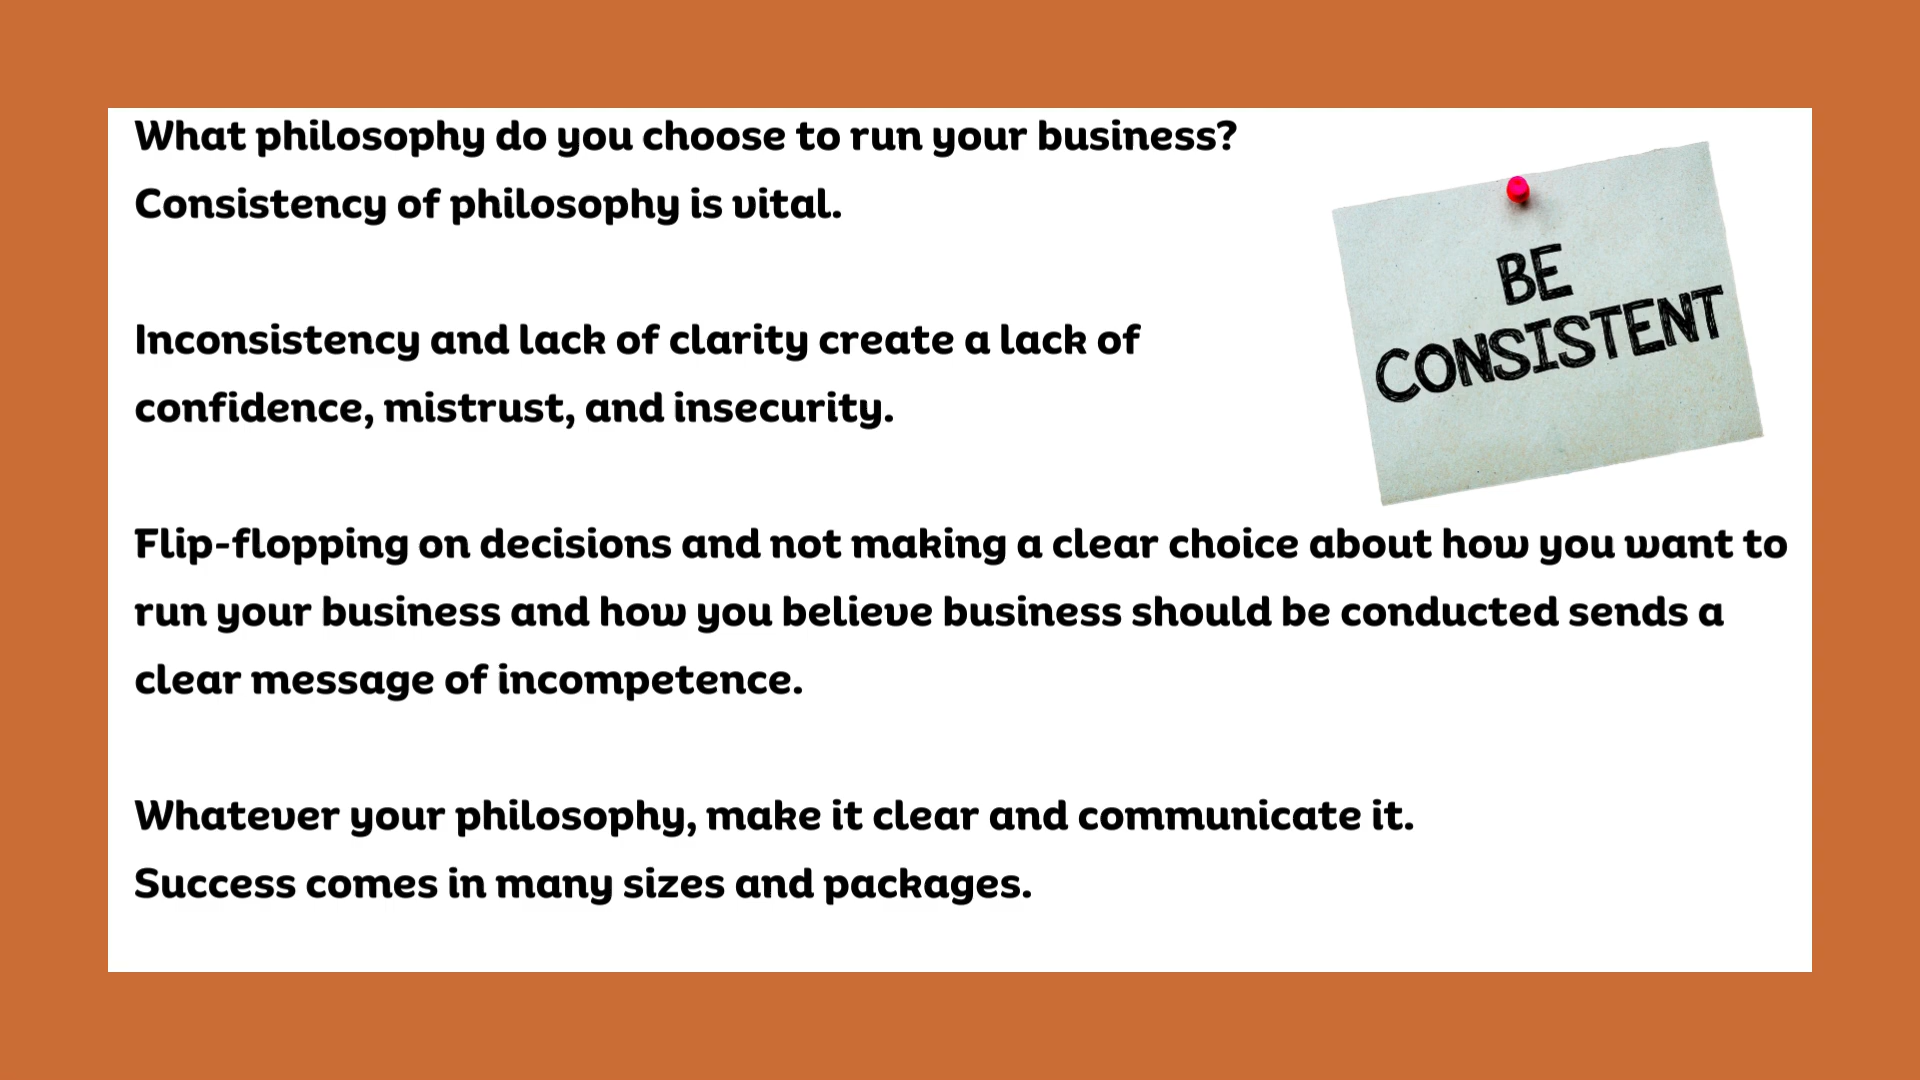 What philosophy do you choose to run your business?
Consistency of philosophy is vital.
BE
CONSISTENT
Inconsistency and lack of clarity create a lack of
confidence, mistrust, and insecurity.
Flip-flopping on decisions and not making a clear choice about how you want to
run your business and how you believe business should be conducted sends a
clear message of incompetence.
Whatever your philosophy, make it clear and communicate it.
Success comes in many sizes and packages.